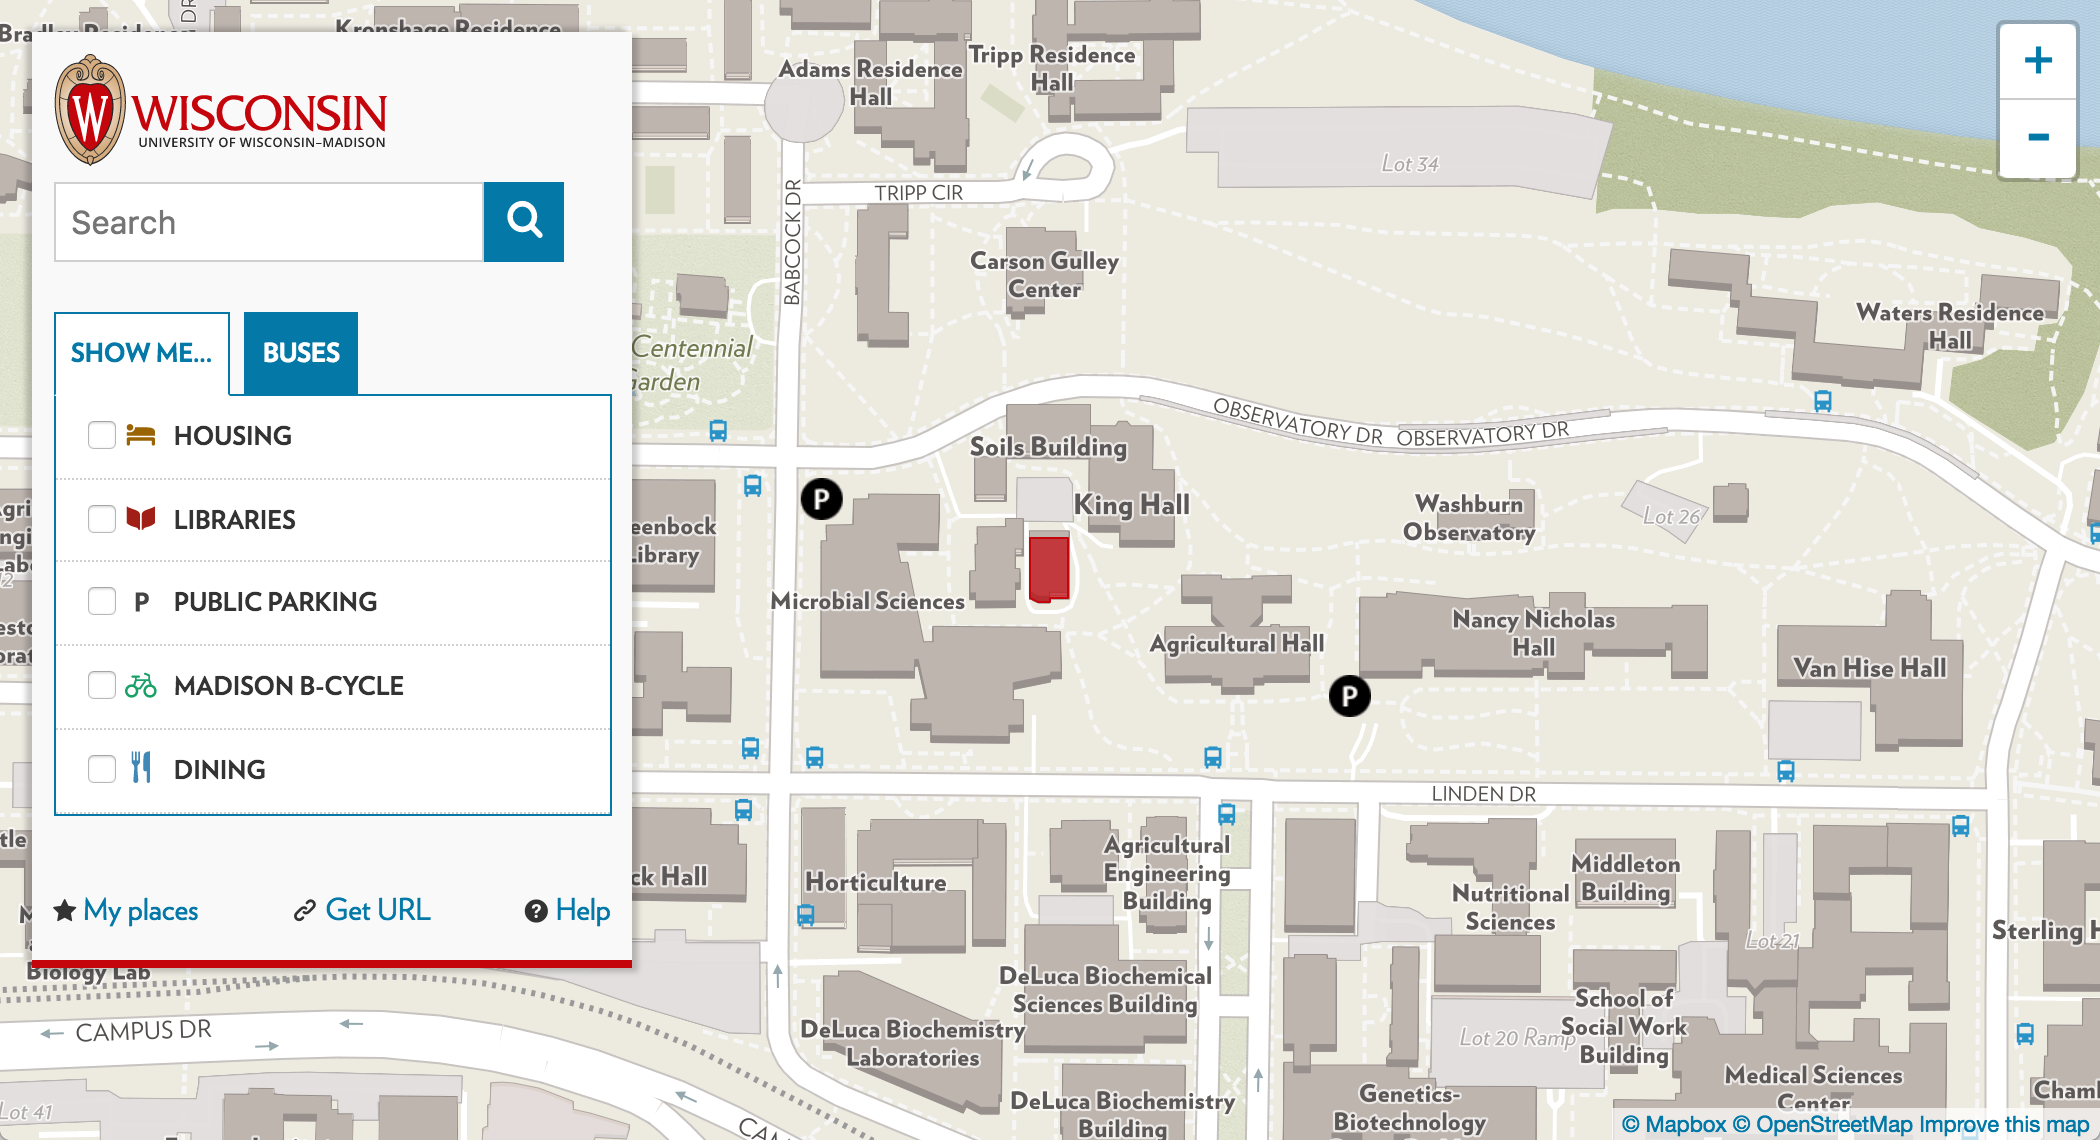 W
WISCONSIN
UNIVERSITY OF WISCONSIN–MADISON
Search
SHOW ME...
BUSES
HOUSING
LIBRARIES
P PUBLIC PARKING
MADISON B-CYCLE
DINING
My places
Get URL
? Help
+
-
Kronshage Residence
DR
Adams Residence
Hall
Tripp Residence
Hall
Lot 34
TRIPP CIR
BABCOCK DR
Carson Gulley
Center
Waters Residence
Hall
Centennial
Garden
OBSERVATORY DR
OBSERVATORY DR
Soils Building
King Hall
P
Washburn
Observatory
Lot 26
Library
Microbial Sciences
Agricultural Hall
Nancy Nicholas
Hall
Van Hise Hall
P
LINDEN DR
Hall
Horticulture
Agricultural
Engineering
Building
Nutritional
Sciences
Middleton
Building
Lot 21
Sterling
Biology Lab
DeLuca Biochemical
Sciences Building
School of
Social Work
Building
Lot 20 Ramp
CAMPUS DR
DeLuca Biochemistry
Laboratories
Medical Sciences
Center
Lot 41
DeLuca Biochemistry
Building
Genetics-
Biotechnology
© Mapbox © OpenStreetMap Improve this map